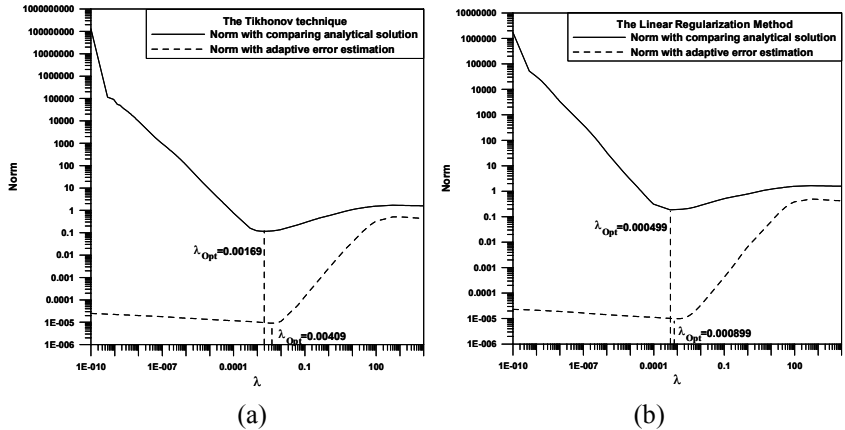 The Tikhonov technique
Norm with comparing analytical solution
Norm with adaptive error estimation
100000000
10000000
1000000
100000
10000
1000
100
10
1
0.1
0.01
0.001
0.0001
1E-005
1E-006
Norm
λOpt=0.00169
λOpt=0.00409
1E-010
1E-007
0.0001
0.1
100
λ
(a)
The Linear Regularization Method
Norm with comparing analytical solution
Norm with adaptive error estimation
10000000
1000000
100000
10000
1000
100
10
1
0.1
0.01
0.001
0.0001
1E-005
1E-006
Norm
λOpt=0.000499
λOpt=0.000899
1E-010
1E-007
0.0001
0.1
100
λ
(b)